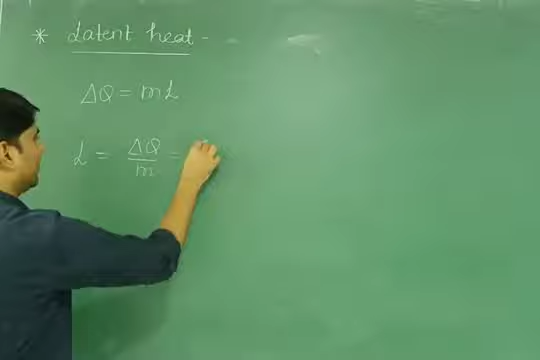 * Latent heat -
ΔQ = mL
L = ΔQ/m =